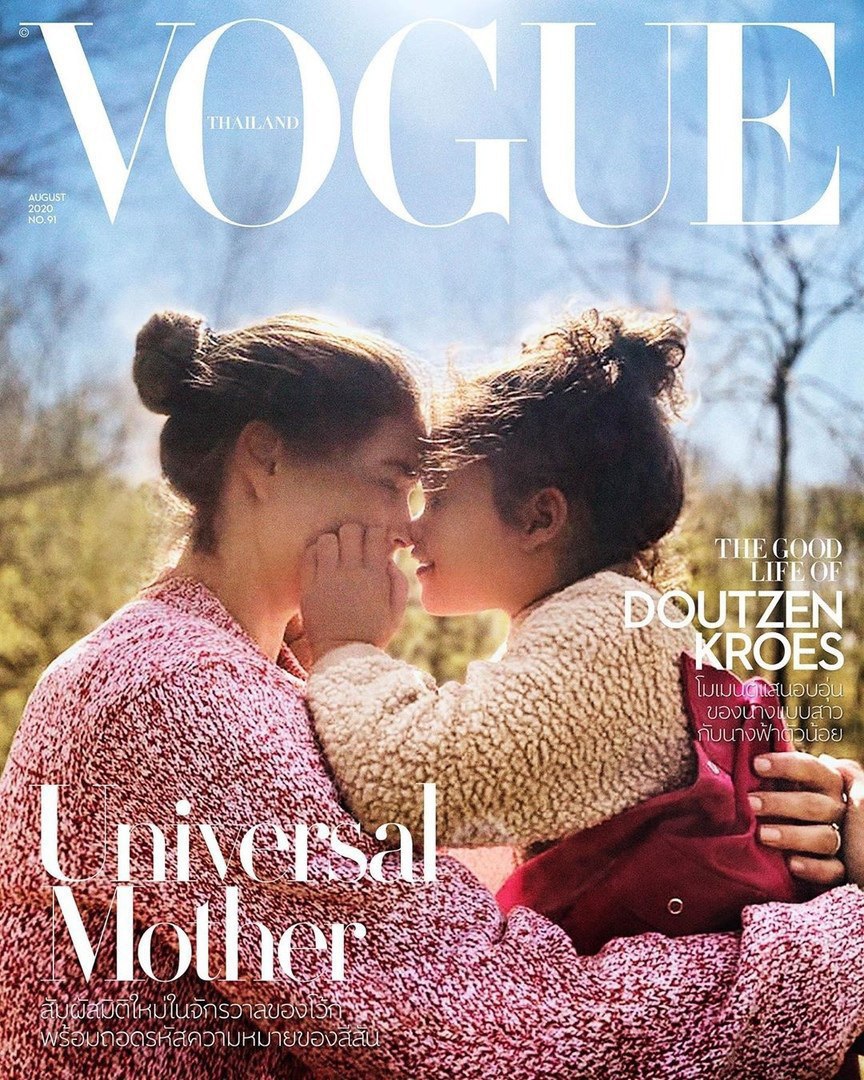 ©
VOGUE
THAILAND
AUGUST
2020
NO.91
THE GOOD
LIFE OF
DOUTZEN
KROES
โมเมนต์แสนอบอุ่น
ของนางแบบสาว
กับนางฟ้าตัวน้อย
Universal
Mother
สัมผัสมิติใหม่ในจักรวาลของโว้ก
พร้อมถอดรหัสความหมายของสีสัน